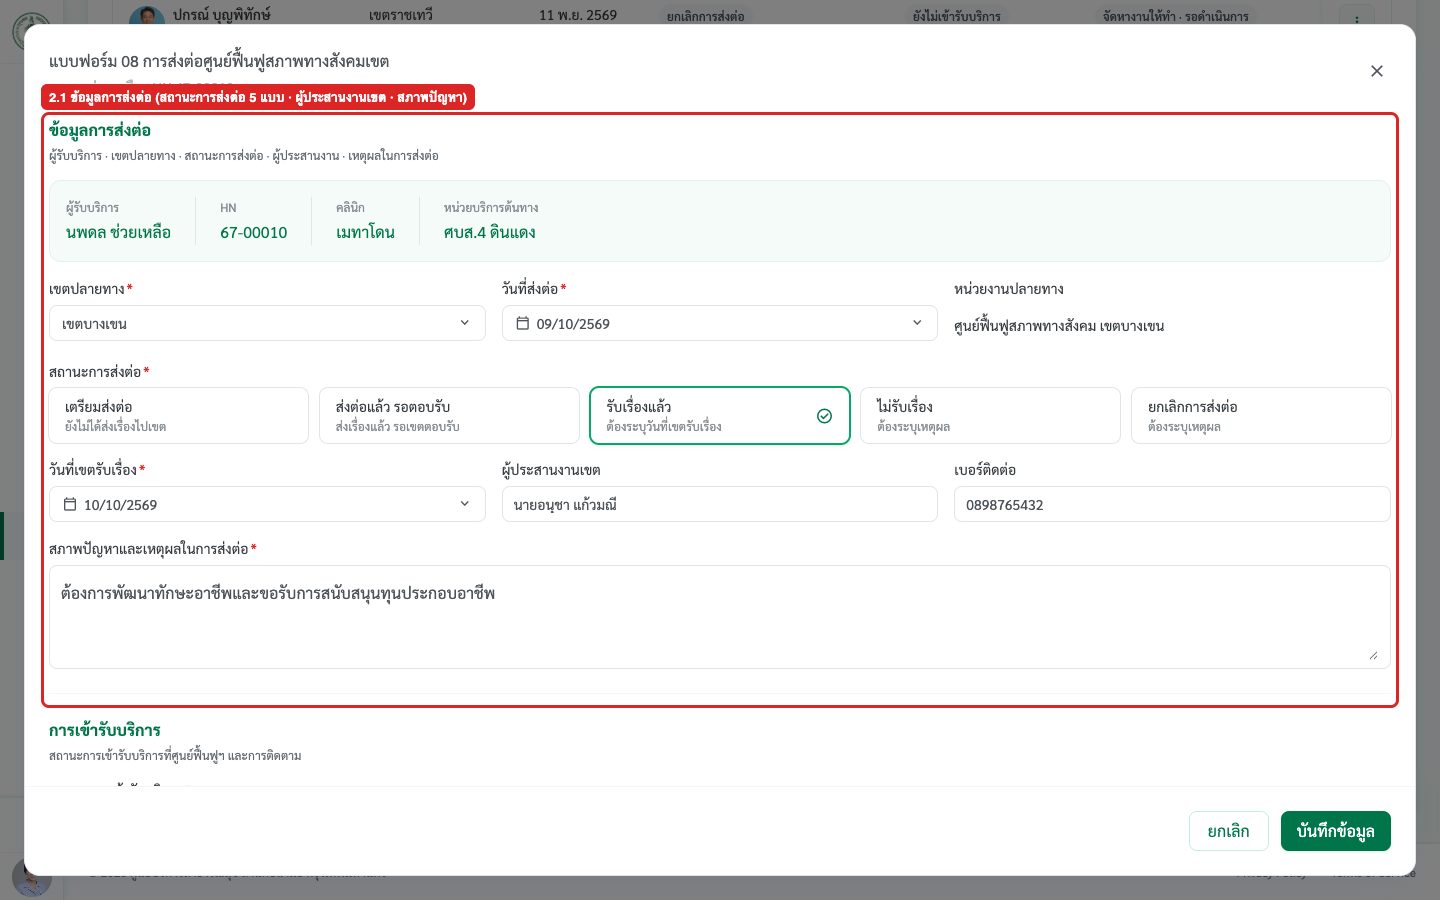 ปกรณ์ บุญพิทักษ์ เขตราชเทวี 11 พ.ย. 2569 ยกเลิกการส่งต่อ ยังไม่เข้ารับบริการ จัดหางานให้ทำ · รอดำเนินการ
แบบฟอร์ม 08 การส่งต่อศูนย์ฟื้นฟูสภาพทางสังคมเขต
2.1 ข้อมูลการส่งต่อ (สถานะการส่งต่อ 5 แบบ · ผู้ประสานงานเขต · สภาพปัญหา)
ข้อมูลการส่งต่อ
ผู้รับบริการ · เขตปลายทาง · สถานะการส่งต่อ · ผู้ประสานงาน · เหตุผลในการส่งต่อ
ผู้รับบริการ HN คลินิก หน่วยบริการต้นทาง
นพดล ช่วยเหลือ 67-00010 เมทาโดน ศบส.4 ดินแดง
เขตปลายทาง* วันที่ส่งต่อ* หน่วยงานปลายทาง
เขตบางเขน 09/10/2569 ศูนย์ฟื้นฟูสภาพทางสังคม เขตบางเขน
สถานะการส่งต่อ*
เตรียมส่งต่อ ส่งต่อแล้ว รอตอบรับ รับเรื่องแล้ว ไม่รับเรื่อง ยกเลิกการส่งต่อ
ยังไม่ได้ส่งเรื่องไปเขต ส่งเรื่องแล้ว รอเขตตอบรับ ต้องระบุวันที่เขตรับเรื่อง ต้องระบุเหตุผล ต้องระบุเหตุผล
วันที่เขตรับเรื่อง* ผู้ประสานงานเขต เบอร์ติดต่อ
10/10/2569 นายอนุชา แก้วมณี 0898765432
สภาพปัญหาและเหตุผลในการส่งต่อ*
ต้องการพัฒนาทักษะอาชีพและขอรับการสนับสนุนทุนประกอบอาชีพ
การเข้ารับบริการ
สถานะการเข้ารับบริการที่ศูนย์ฟื้นฟูฯ และการติดตาม
ยกเลิก บันทึกข้อมูล